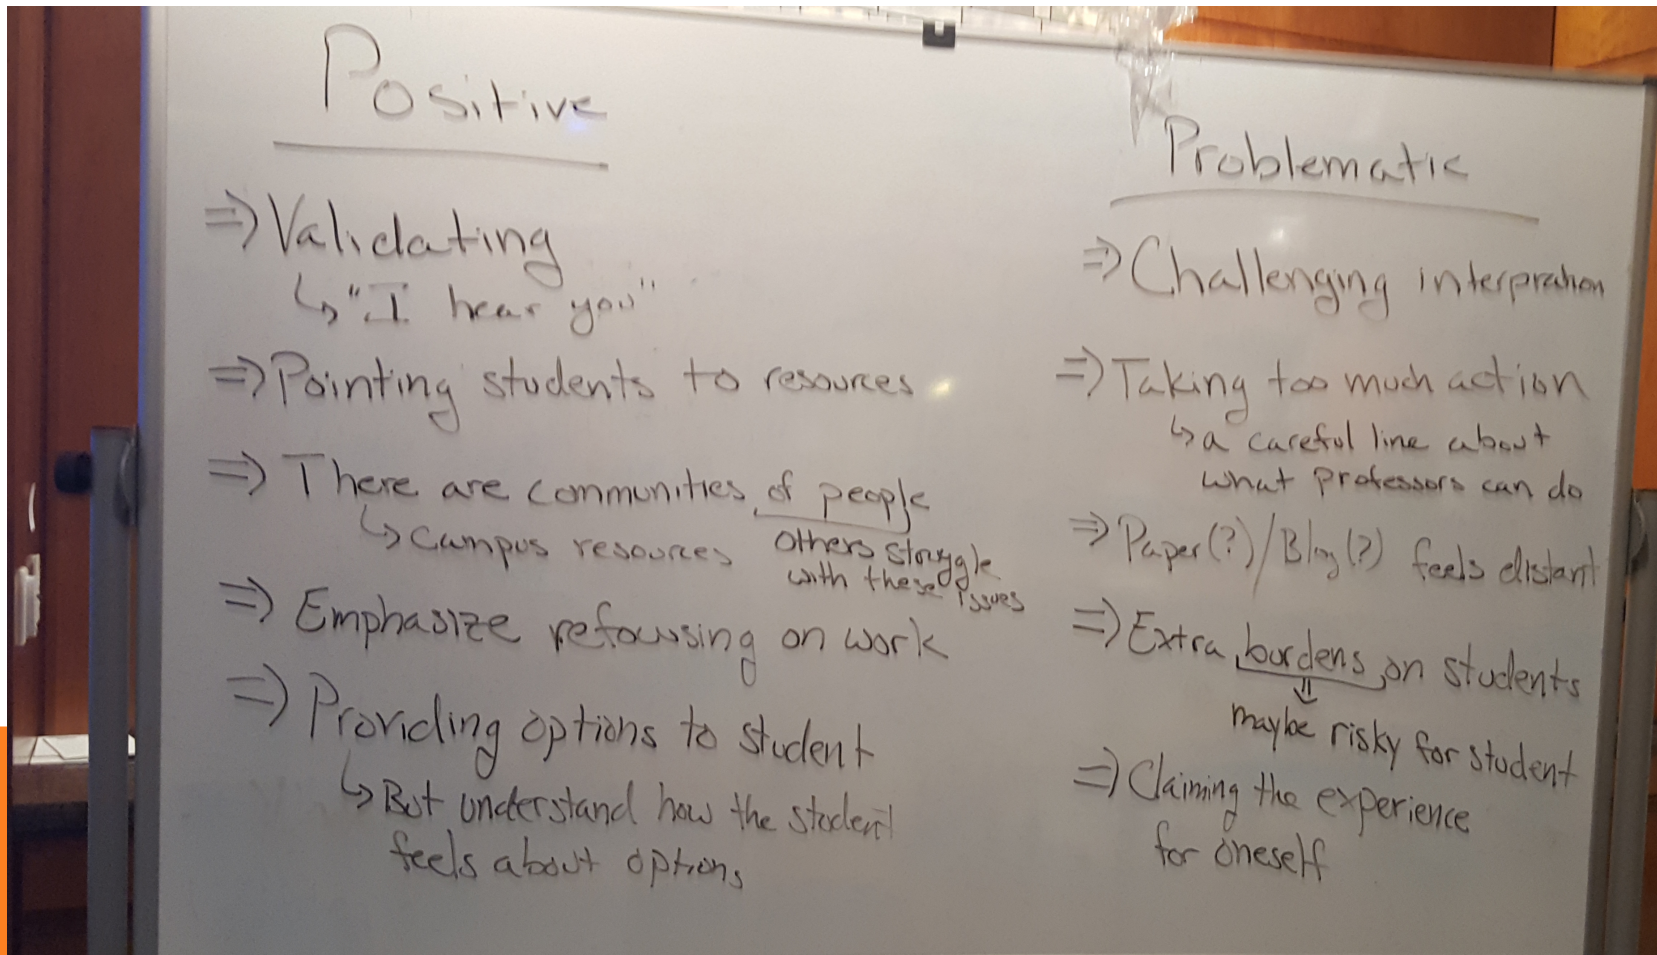 Positive
⇒ Validating
↳ "I hear you"
⇒ Pointing students to resources
⇒ There are communities of people
↳ Campus resources
others struggle
with these issues
⇒ Emphasize refocusing on work
⇒ Providing options to student
↳ But understand how the student
feels about options
Problematic
⇒ Challenging interpration
⇒ Taking too much action
↳ a careful line about
what professors can do
⇒ Paper(?)/Blog(?) feels distant
⇒ Extra burdens on students
⇓
maybe risky for student
⇒ Claiming the experience
for oneself